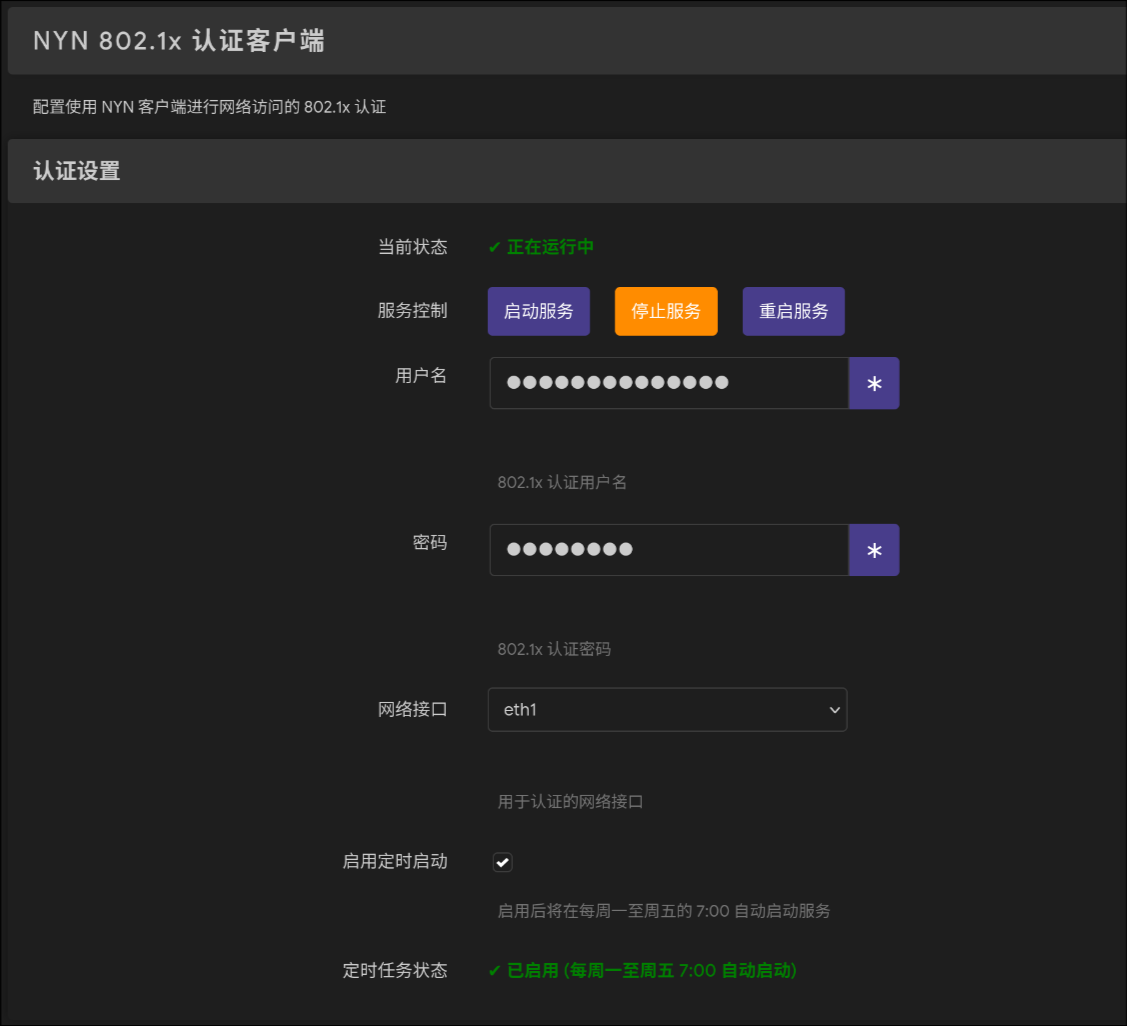 NYN 802.1x 认证客户端
配置使用 NYN 客户端进行网络访问的 802.1x 认证
认证设置
当前状态 ✔ 正在运行中
服务控制 启动服务 停止服务 重启服务
用户名 ●●●●●●●●●●●●●● *
802.1x 认证用户名
密码 ●●●●●●●● *
802.1x 认证密码
网络接口 eth1
用于认证的网络接口
启用定时启动
启用后将在每周一至周五的 7:00 自动启动服务
定时任务状态 ✔ 已启用 (每周一至周五 7:00 自动启动)